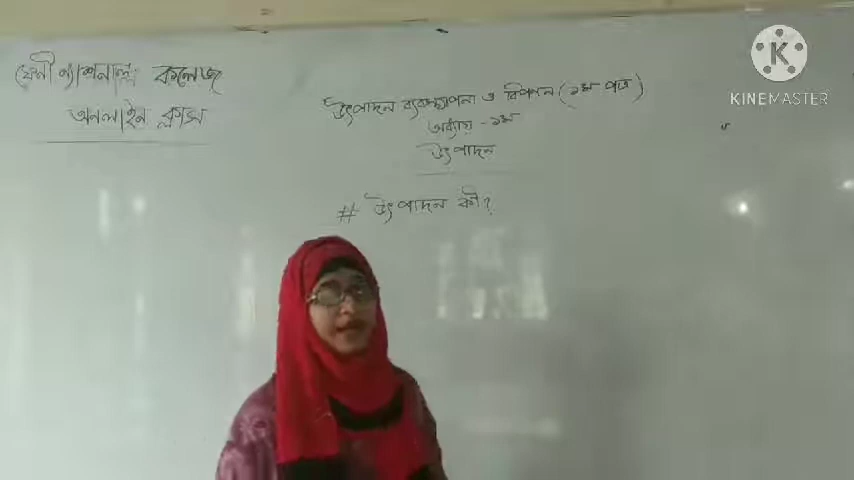 ফেনী ন্যাশনাল কলেজ
অনলাইন ক্লাস
উৎপাদন ব্যবস্থাপনা ও বিপণন (১ম পত্র)
অধ্যায় - ১ম
উৎপাদন
# উৎপাদন কী?
KINEMASTER